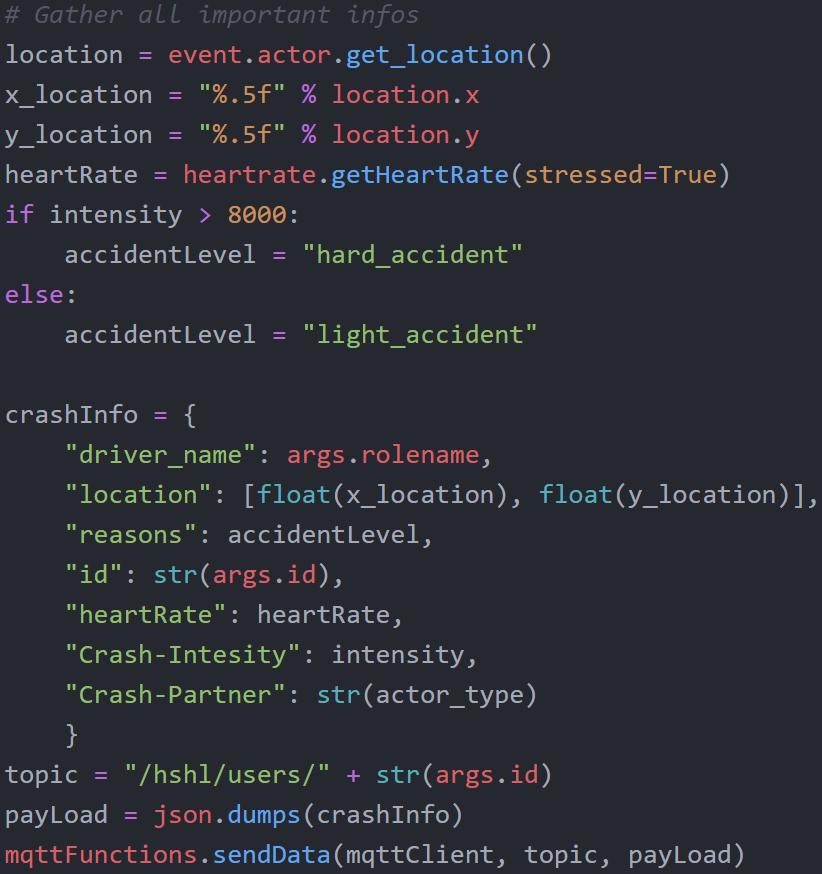 # Gather all important infos
location = event.actor.get_location()
x_location = "%.5f" % location.x
y_location = "%.5f" % location.y
heartRate = heartrate.getHeartRate(stressed=True)
if intensity > 8000:
    accidentLevel = "hard_accident"
else:
    accidentLevel = "light_accident"

crashInfo = {
    "driver_name": args.rolename,
    "location": [float(x_location), float(y_location)],
    "reasons": accidentLevel,
    "id": str(args.id),
    "heartRate": heartRate,
    "Crash-Intesity": intensity,
    "Crash-Partner": str(actor_type)
    }
topic = "/hshl/users/" + str(args.id)
payLoad = json.dumps(crashInfo)
mqttFunctions.sendData(mqttClient, topic, payLoad)